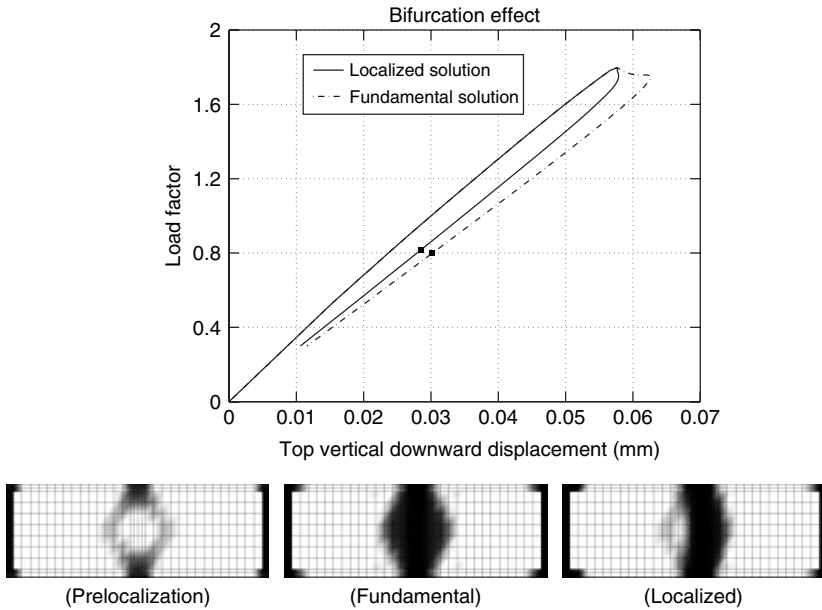 Bifurcation effect
2
1.6
1.2
0.8
0.4
0
Load factor
Localized solution
Fundamental solution
0 0.01 0.02 0.03 0.04 0.05 0.06 0.07
Top vertical downward displacement (mm)
(Prelocalization) (Fundamental) (Localized)